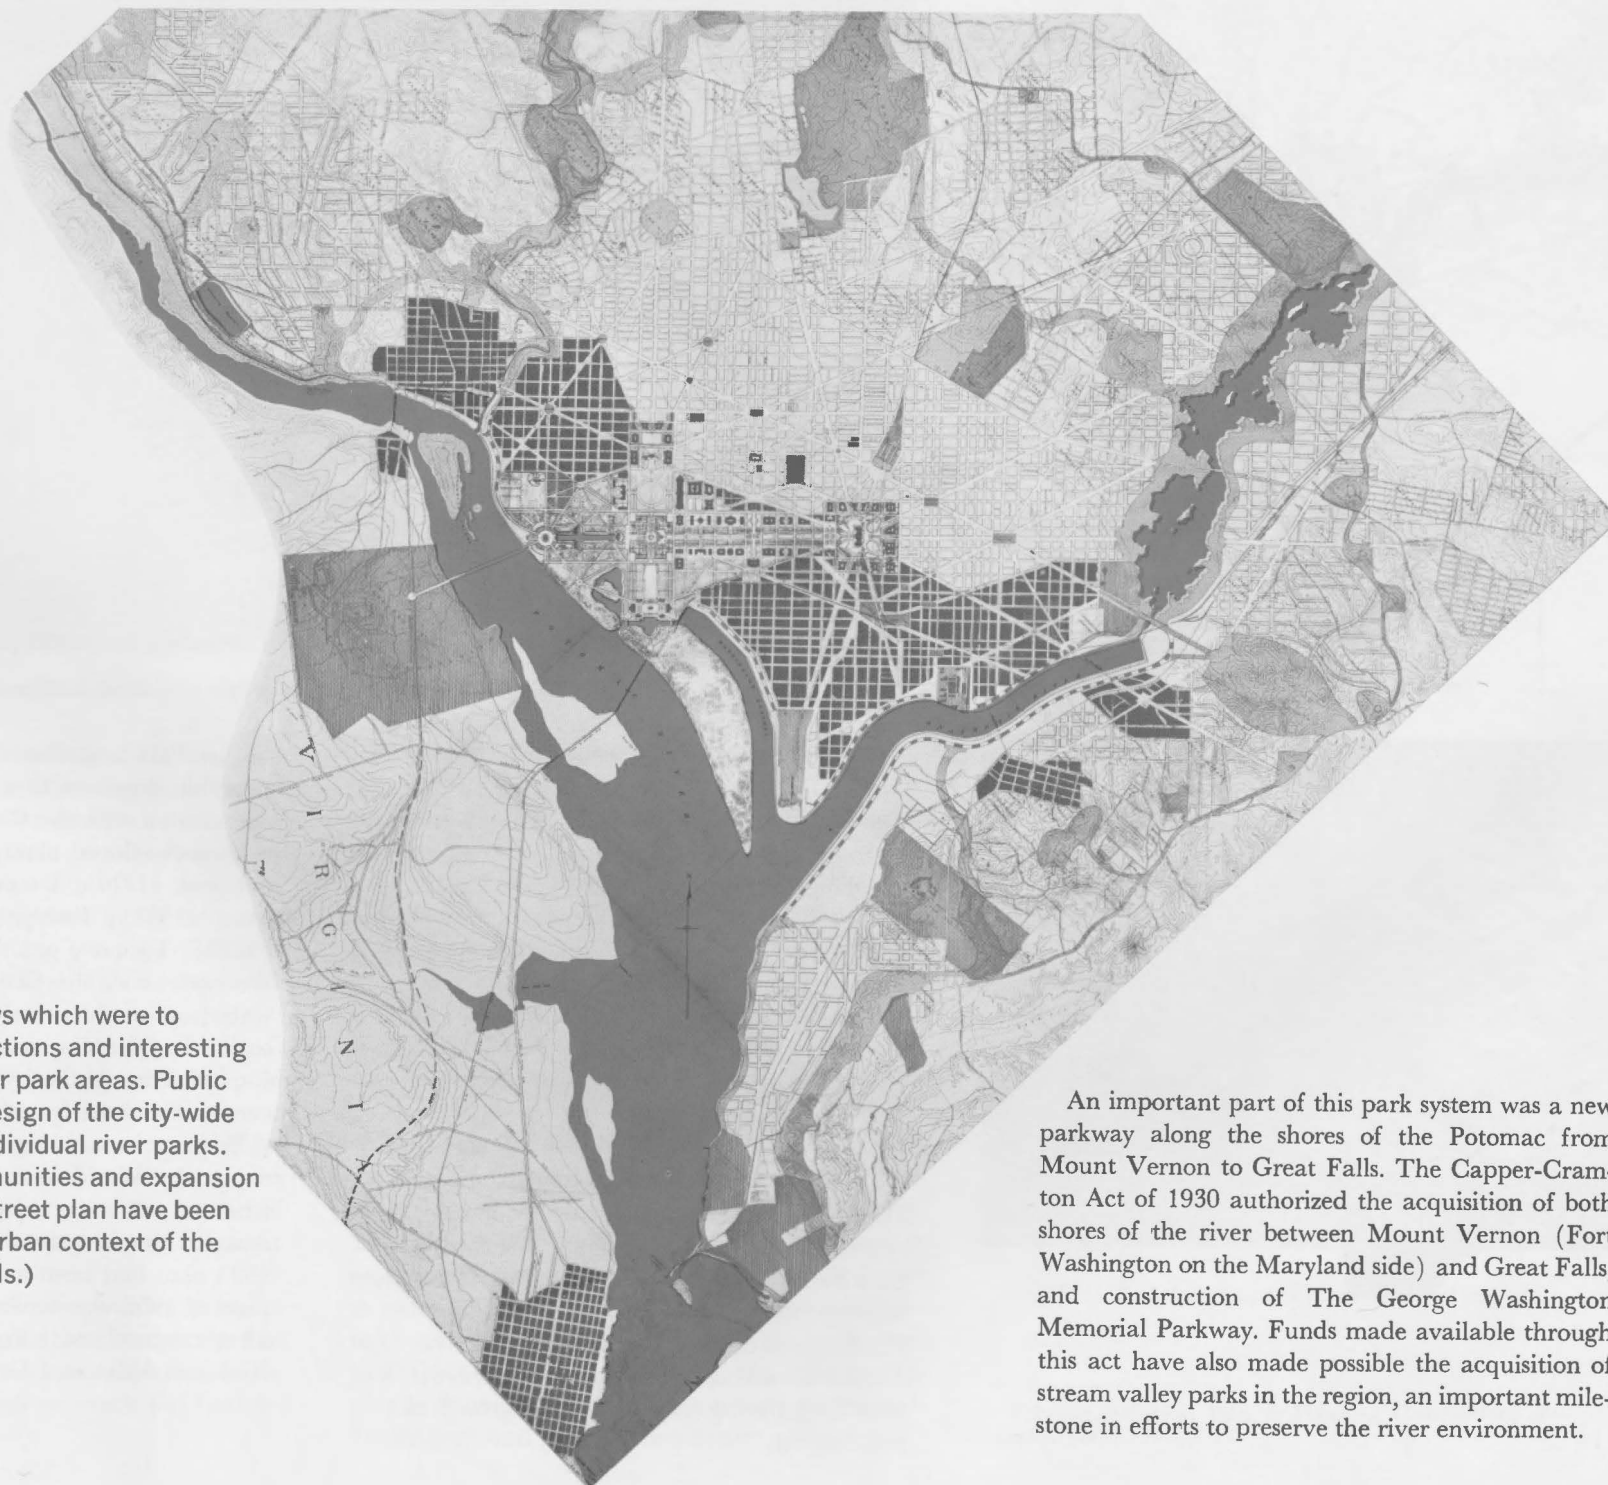 V
I
R
G
I
N
I
A
ys which were to
ctions and interesting
r park areas. Public
esign of the city-wide
dividual river parks.
nunities and expansion
treet plan have been
rban context of the
ls.)
An important part of this park system was a new
parkway along the shores of the Potomac from
Mount Vernon to Great Falls. The Capper-Cram-
ton Act of 1930 authorized the acquisition of both
shores of the river between Mount Vernon (Fort
Washington on the Maryland side) and Great Falls
and construction of The George Washington
Memorial Parkway. Funds made available through
this act have also made possible the acquisition of
stream valley parks in the region, an important mile-
stone in efforts to preserve the river environment.